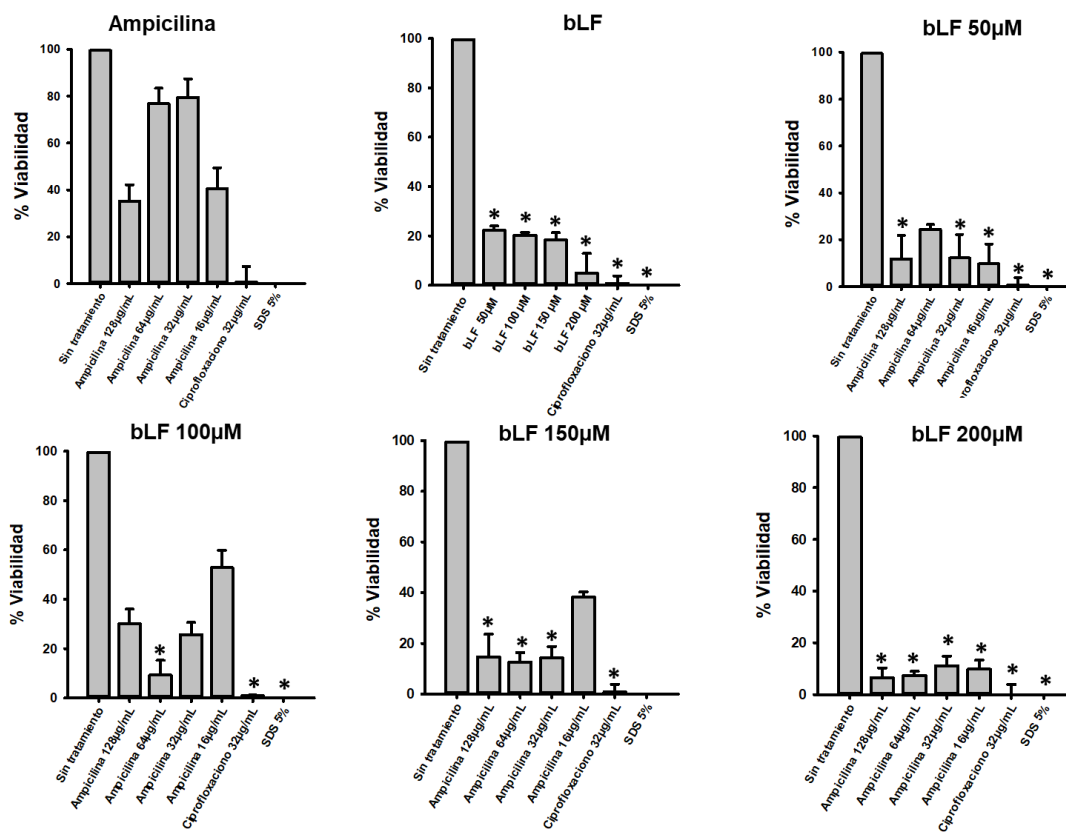 Ampicilina
% Viabilidad
100
80
60
40
20
0
Sin tratamiento
Ampicilina 128µg/mL
Ampicilina 64µg/mL
Ampicilina 32µg/mL
Ampicilina 16µg/mL
Ciprofloxaciono 32µg/mL
SDS 5%
bLF
% Viabilidad
100
80
60
40
20
0
* * * * * *
Sin tratamiento
bLF 50µM
bLF 100 µM
bLF 150 µM
bLF 200 µM
Ciprofloxaciono 32µg/mL
SDS 5%
bLF 50µM
% Viabilidad
100
80
60
40
20
0
* * * * *
Sin tratamiento
Ampicilina 128µg/mL
Ampicilina 64µg/mL
Ampicilina 32µg/mL
Ampicilina 16µg/mL
profloxaciono 32µg/mL
SDS 5%
bLF 100µM
% Viabilidad
100
80
60
40
20
0
* * *
Sin tratamiento
Ampicilina 128µg/mL
Ampicilina 64µg/mL
Ampicilina 32µg/mL
Ampicilina 16µg/mL
Ciprofloxaciono 32µg/mL
SDS 5%
bLF 150µM
% Viabilidad
100
80
60
40
20
0
* * * *
Sin tratamiento
Ampicilina 128µg/mL
Ampicilina 64µg/mL
Ampicilina 32µg/mL
Ampicilina 16µg/mL
Ciprofloxaciono 32µg/mL
SDS 5%
bLF 200µM
% Viabilidad
100
80
60
40
20
0
* * * * * *
Sin tratamiento
Ampicilina 128µg/mL
Ampicilina 64µg/mL
Ampicilina 32µg/mL
Ampicilina 16µg/mL
Ciprofloxaciono 32µg/mL
SDS 5%